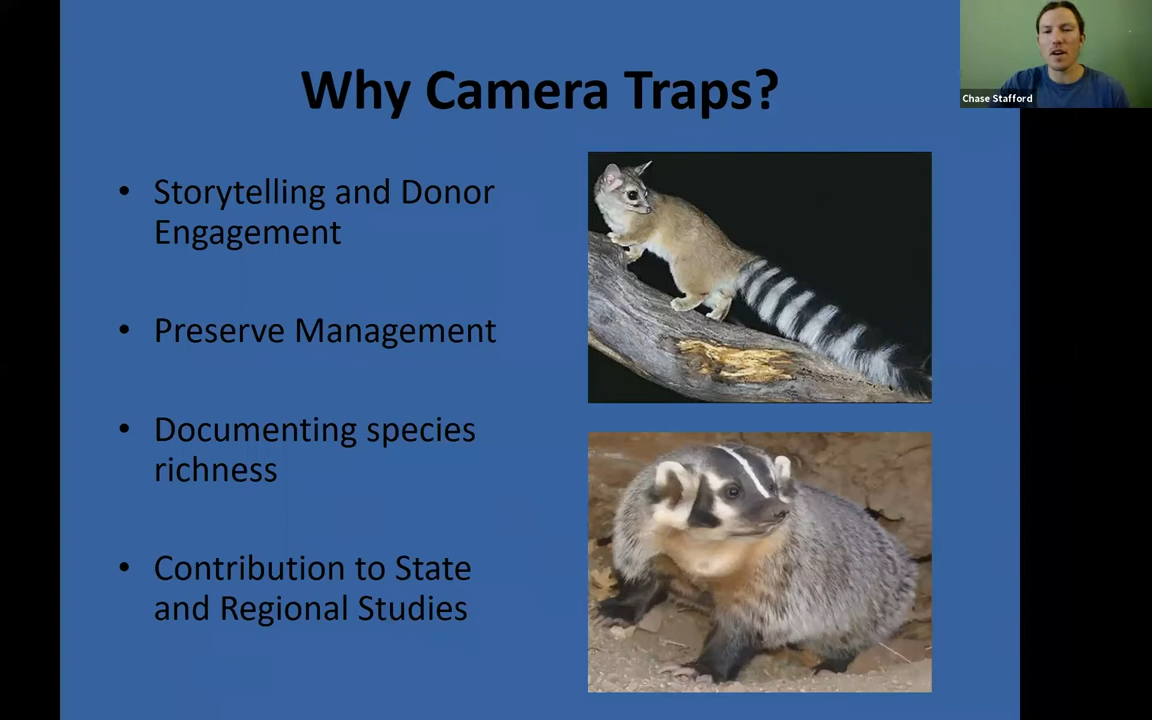 Why Camera Traps?
Chase Stafford
• Storytelling and Donor
Engagement
• Preserve Management
• Documenting species
richness
• Contribution to State
and Regional Studies